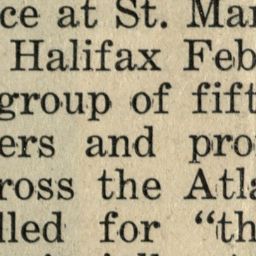 ce at St. Mar
Halifax Feb
group of fift
ers and pro
ross the Atla
lled for “th